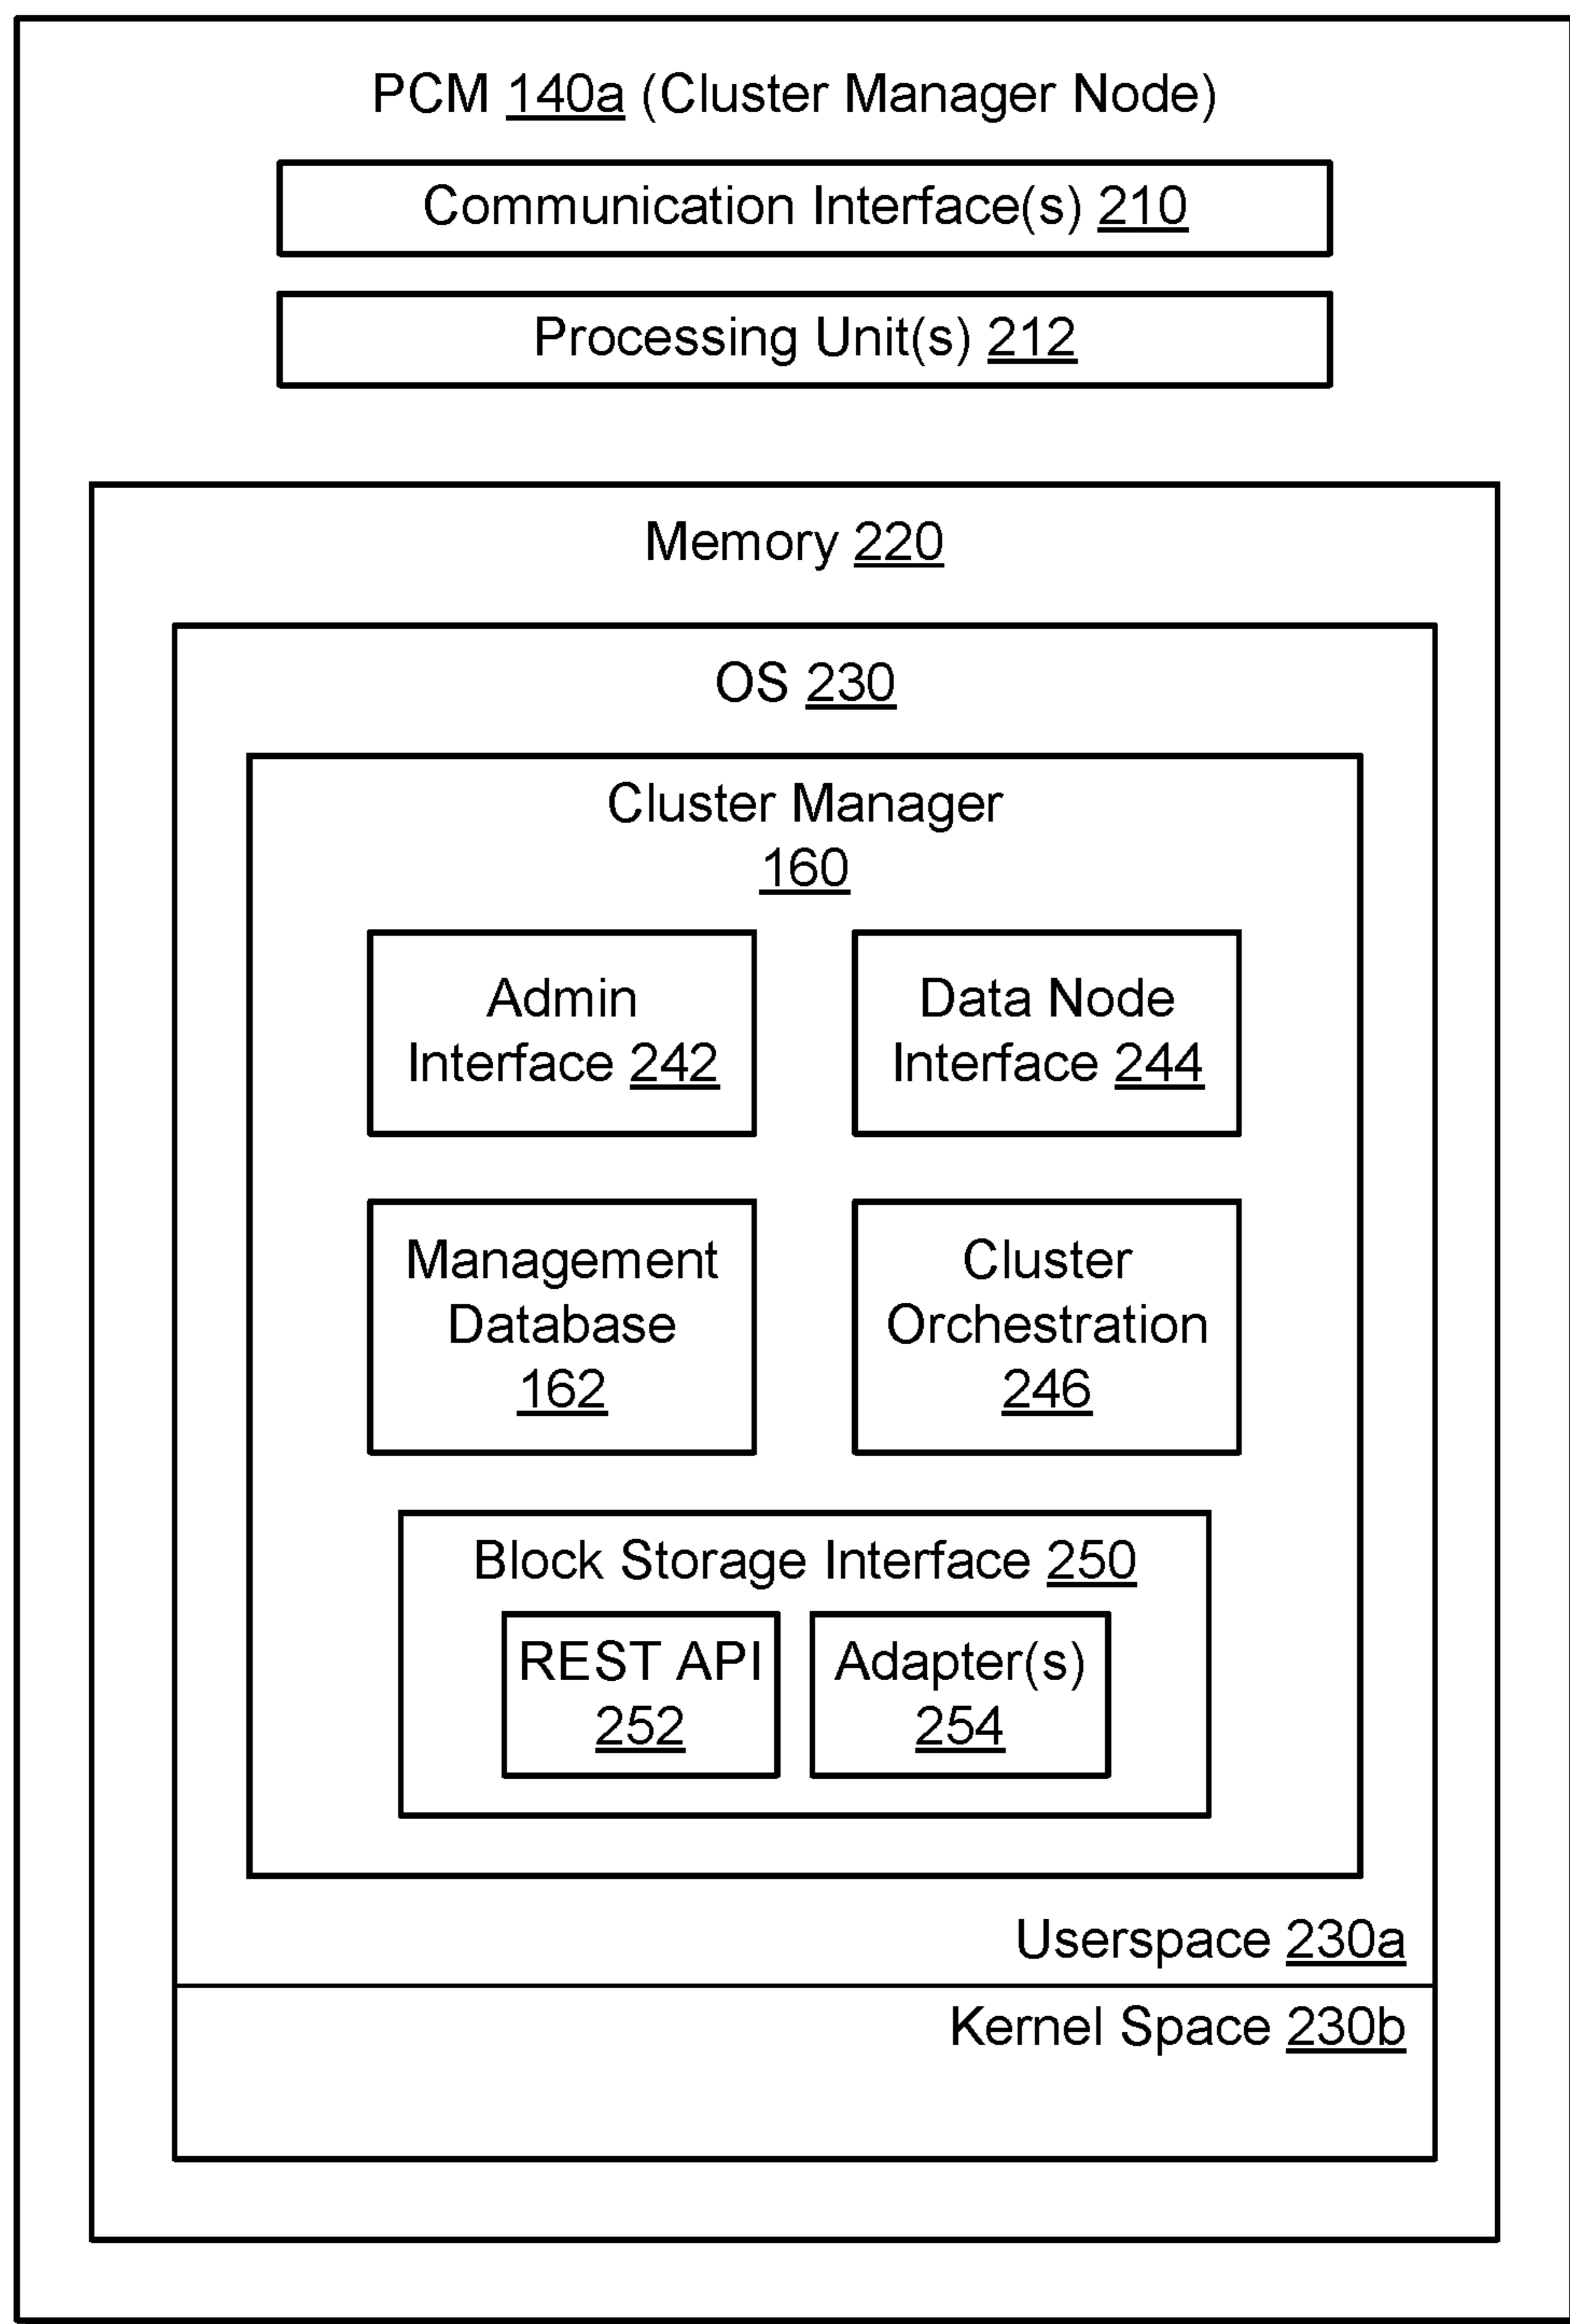 PCM 140a (Cluster Manager Node)
Communication Interface(s) 210
Processing Unit(s) 212
Memory 220
OS 230
Cluster Manager
160
Admin
Interface 242
Data Node
Interface 244
Management
Database
162
Cluster
Orchestration
246
Block Storage Interface 250
REST API
252
Adapter(s)
254
Userspace 230a
Kernel Space 230b